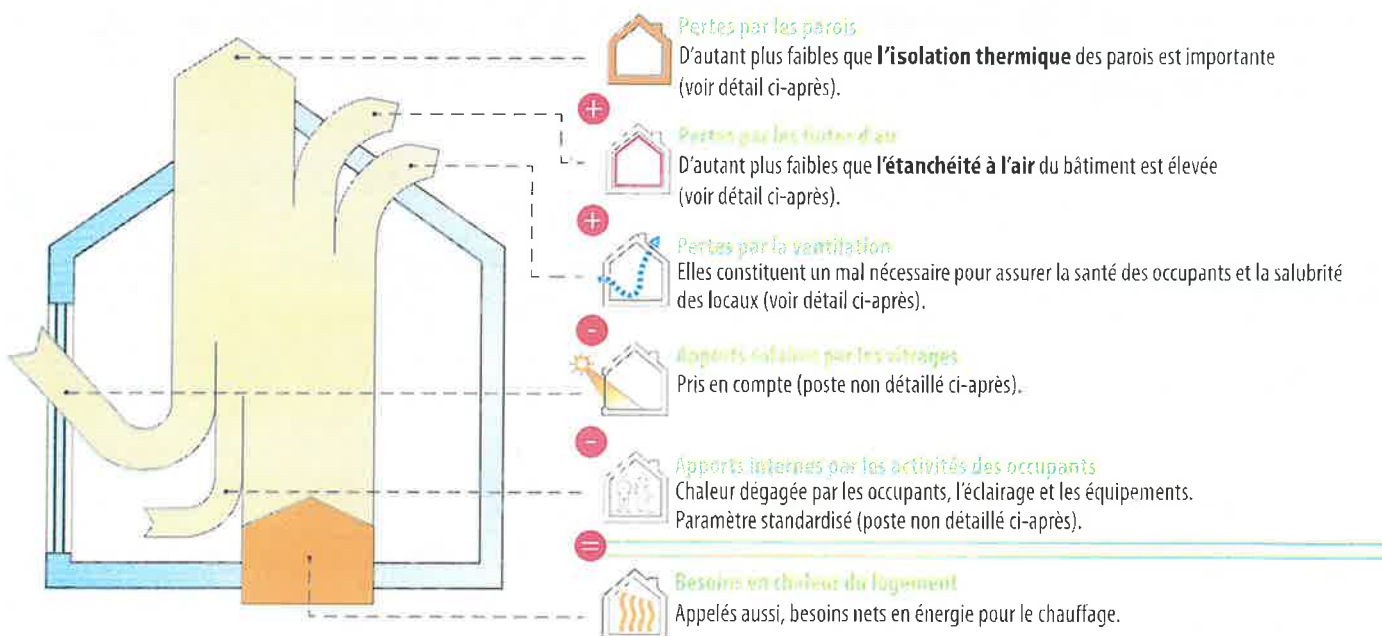 Pertes par les parois
D'autant plus faibles que l'isolation thermique des parois est importante
(voir détail ci-après).
+
Pertes par les fuites d'air
D'autant plus faibles que l'étanchéité à l'air du bâtiment est élevée
(voir détail ci-après).
+
Pertes par la ventilation
Elles constituent un mal nécessaire pour assurer la santé des occupants et la salubrité
des locaux (voir détail ci-après).
-
Apports solaires par les vitrages
Pris en compte (poste non détaillé ci-après).
-
Apports internes par les activités des occupants
Chaleur dégagée par les occupants, l'éclairage et les équipements.
Paramètre standardisé (poste non détaillé ci-après).
=
Besoins en chaleur du logement
Appelés aussi, besoins nets en énergie pour le chauffage.